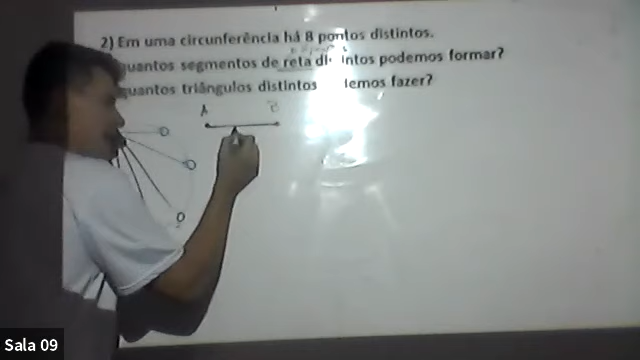 2) Em uma circunferência há 8 pontos distintos.
quantos segmentos de reta podemos formar?
quantos triângulos distintos fazer?
A B
Sala 09